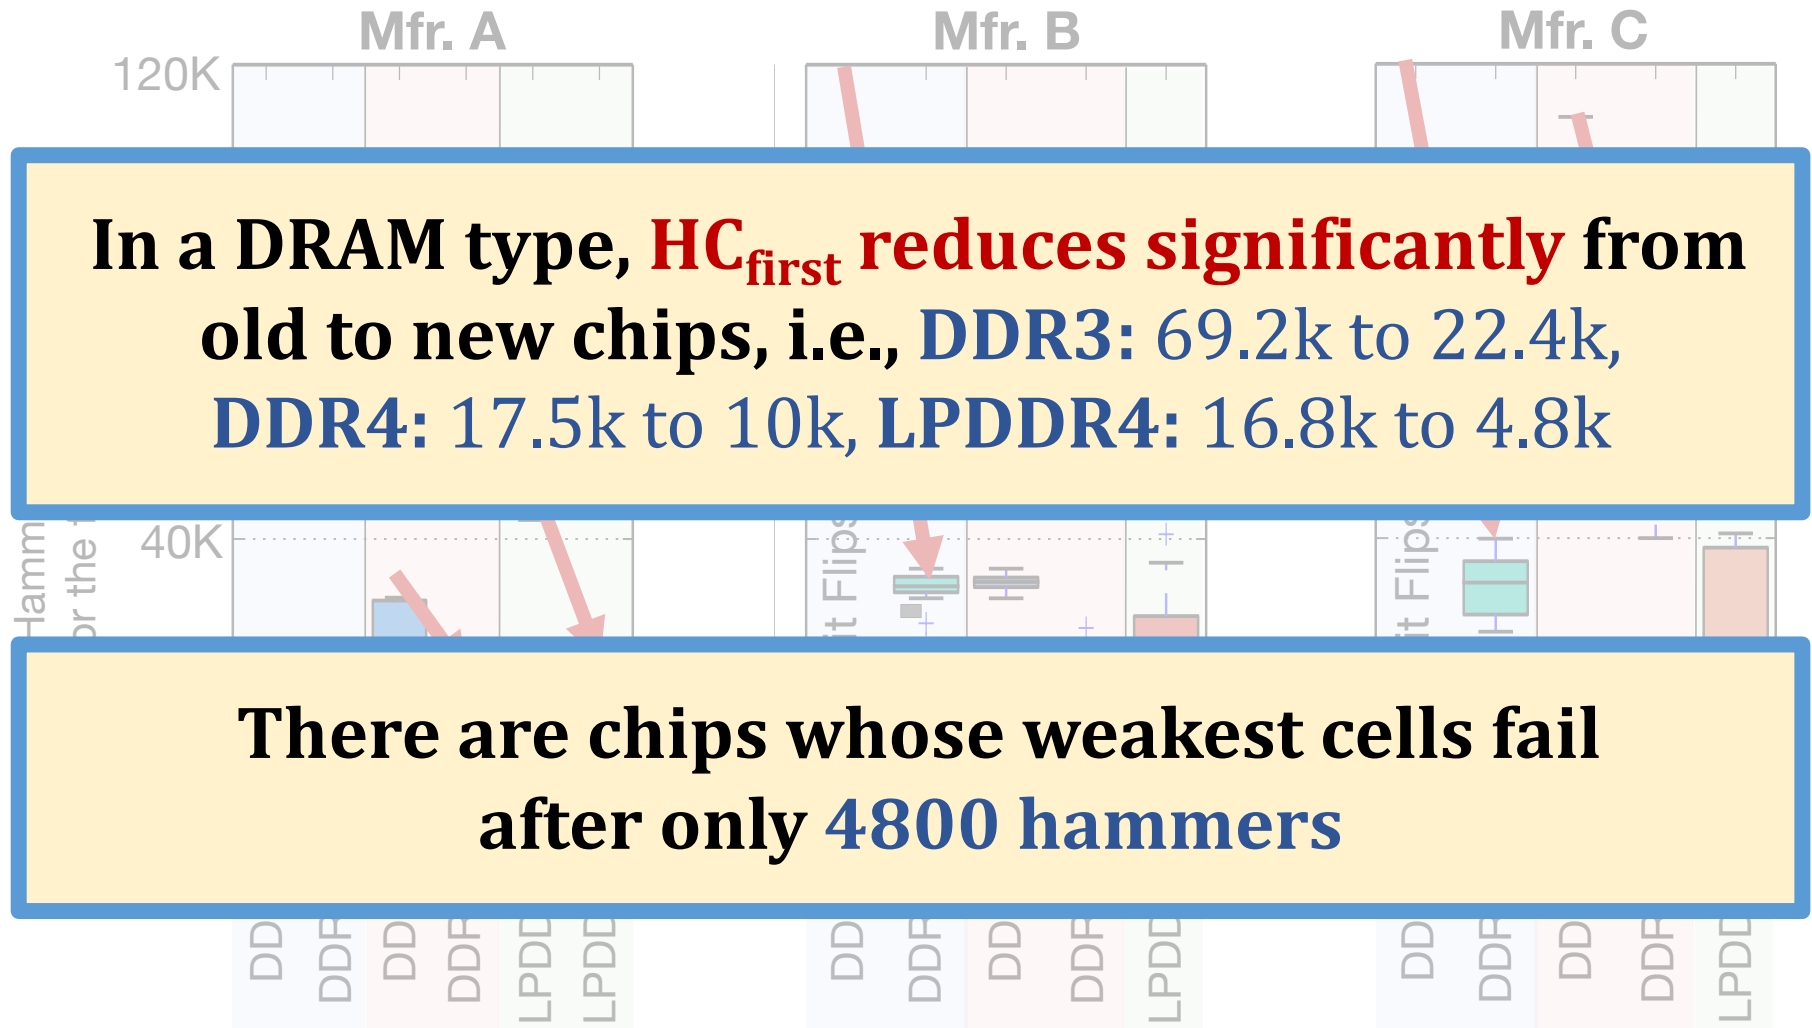 Mfr. A
Mfr. B
Mfr. C
120K
In a DRAM type, HCfirst reduces significantly from
old to new chips, i.e., DDR3: 69.2k to 22.4k,
DDR4: 17.5k to 10k, LPDDR4: 16.8k to 4.8k
40K
There are chips whose weakest cells fail
after only 4800 hammers